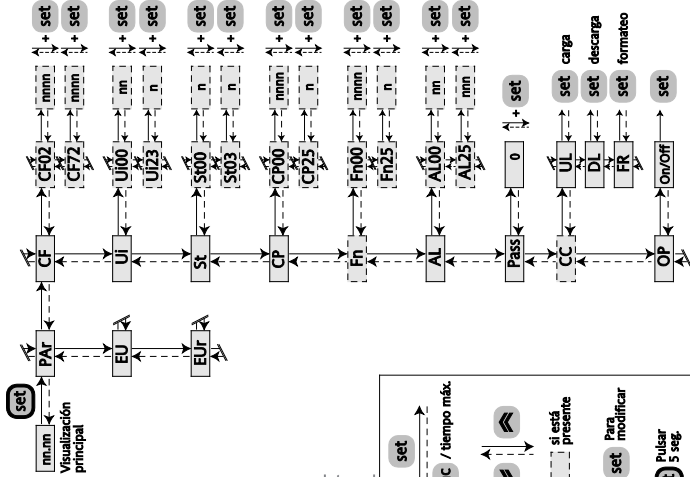 set + set + set + set + set + set + set + set + set + set + set + set
nnnn nnnn nn n n n nnnn n nnnn n nn nnn
+ set
set carga
set descarga
set formateo
set
CF02 CF72 Ui00 Ui23 St00 St03 CP00 CP25 Fn00 Fn25 AL00 AL25 0 UL DL FR On/Off
CF Ui St CP Fn AL Pass CC OP
PAr EU EUr
set
nn.nn
Visualización
principal
set
/ tiempo máx.
si está
presente
set
Para
modificar
Pulsar
5 seg.